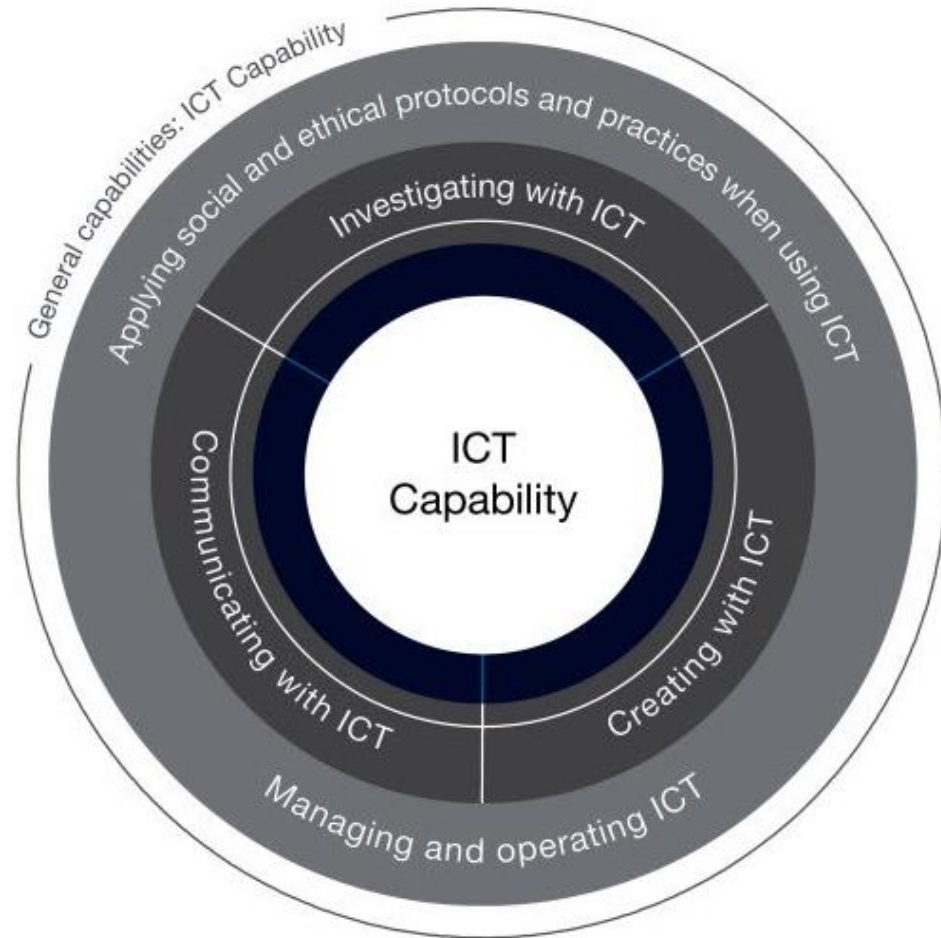 General capabilities: ICT Capability
Applying social and ethical protocols and practices when using ICT
Investigating with ICT
ICT
Capability
Communicating with ICT
Creating with ICT
Managing and operating ICT